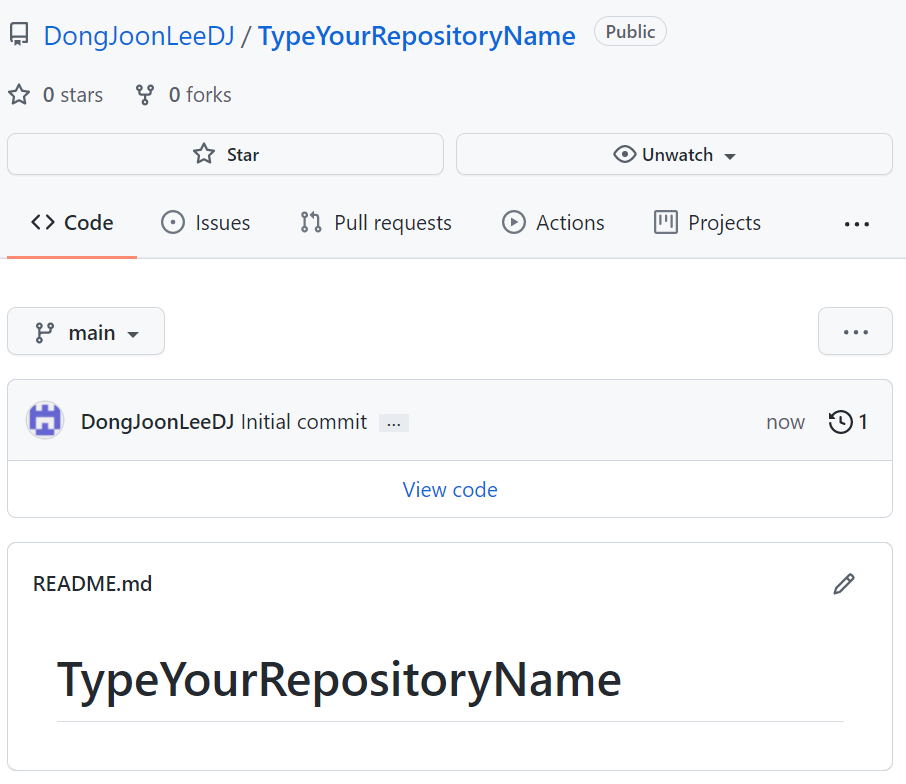 DongJoonLeeDJ / TypeYourRepositoryName Public
0 stars 0 forks
Star Unwatch
Code Issues Pull requests Actions Projects ...
main ...
DongJoonLeeDJ Initial commit ... now 1
View code
README.md
TypeYourRepositoryName